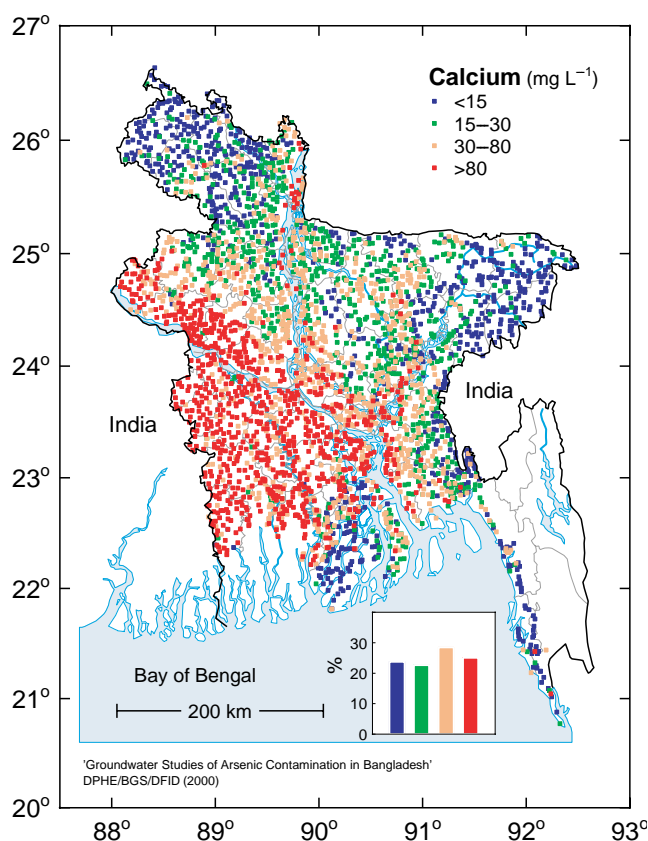 27°
26°
25°
24°
23°
22°
21°
20°
Calcium (mg L⁻¹)
<15
15–30
30–80
>80
India
India
Bay of Bengal
200 km
%
30
20
10
0
'Groundwater Studies of Arsenic Contamination in Bangladesh'
DPHE/BGS/DFID (2000)
88° 89° 90° 91° 92° 93°